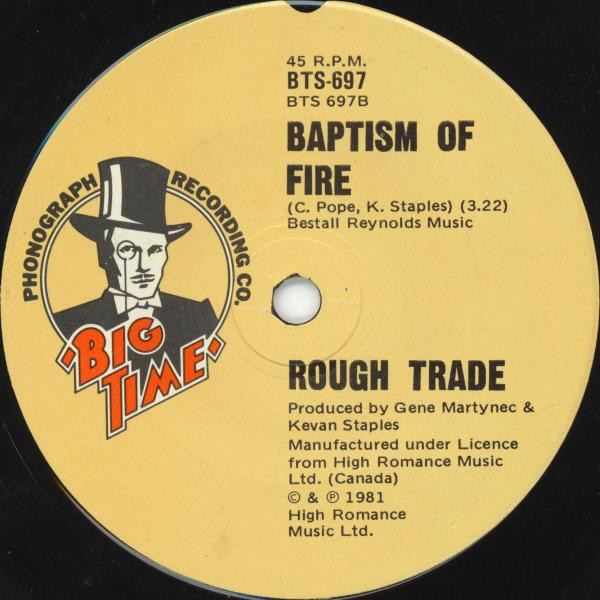 45 R.P.M.
BTS-697
BTS 697B
BAPTISM OF
FIRE
(C. Pope, K. Staples) (3.22)
Bestall Reynolds Music
PHONOGRAPH RECORDING CO.
BIG
TIME
ROUGH TRADE
Produced by Gene Martynec &
Kevan Staples
Manufactured under Licence
from High Romance Music
Ltd. (Canada)
© & ℗ 1981
High Romance
Music Ltd.